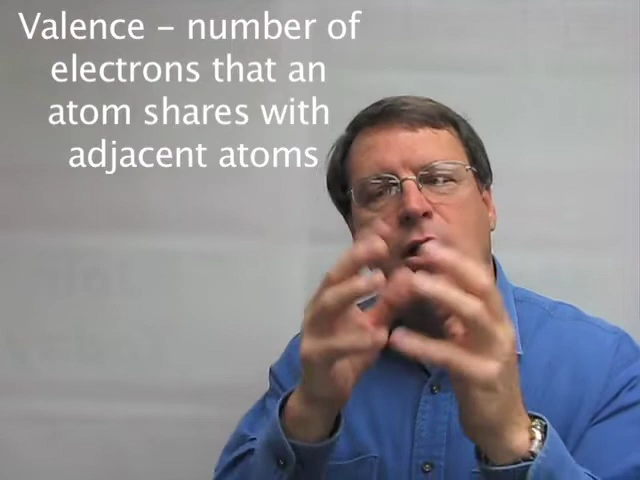 Valence – number of
electrons that an
atom shares with
adjacent atoms